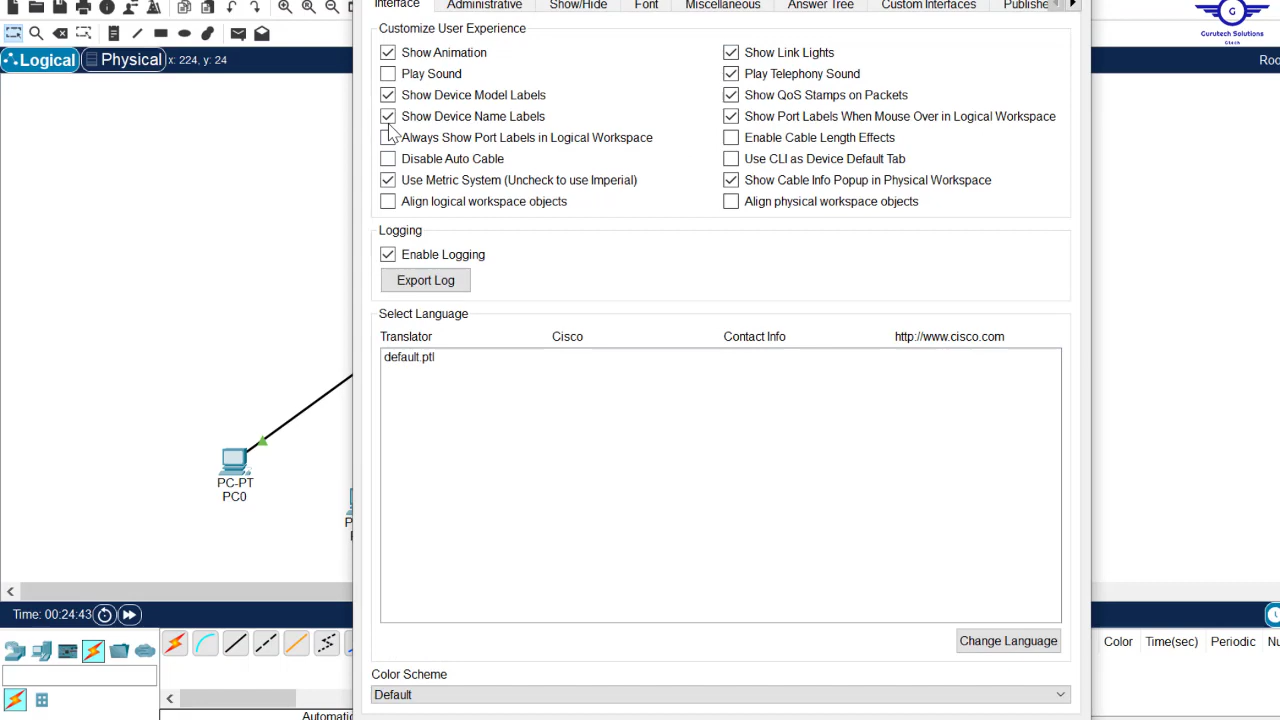 Interface Administrative Show/Hide Font Miscellaneous Answer Tree Custom Interfaces
G
Gurutech Solutions
Gtech
Logical Physical x: 224, y: 24
Customize User Experience
Show Animation Show Link Lights
Play Sound Play Telephony Sound
Show Device Model Labels Show QoS Stamps on Packets
Show Device Name Labels Show Port Labels When Mouse Over in Logical Workspace
Always Show Port Labels in Logical Workspace Enable Cable Length Effects
Disable Auto Cable Use CLI as Device Default Tab
Use Metric System (Uncheck to use Imperial) Show Cable Info Popup in Physical Workspace
Align logical workspace objects Align physical workspace objects
Logging
Enable Logging
Export Log
Select Language
Translator Cisco Contact Info http://www.cisco.com
default.ptl
PC-PT
PC0
Time: 00:24:43
Change Language
Color Time(sec) Periodic
Color Scheme
Default